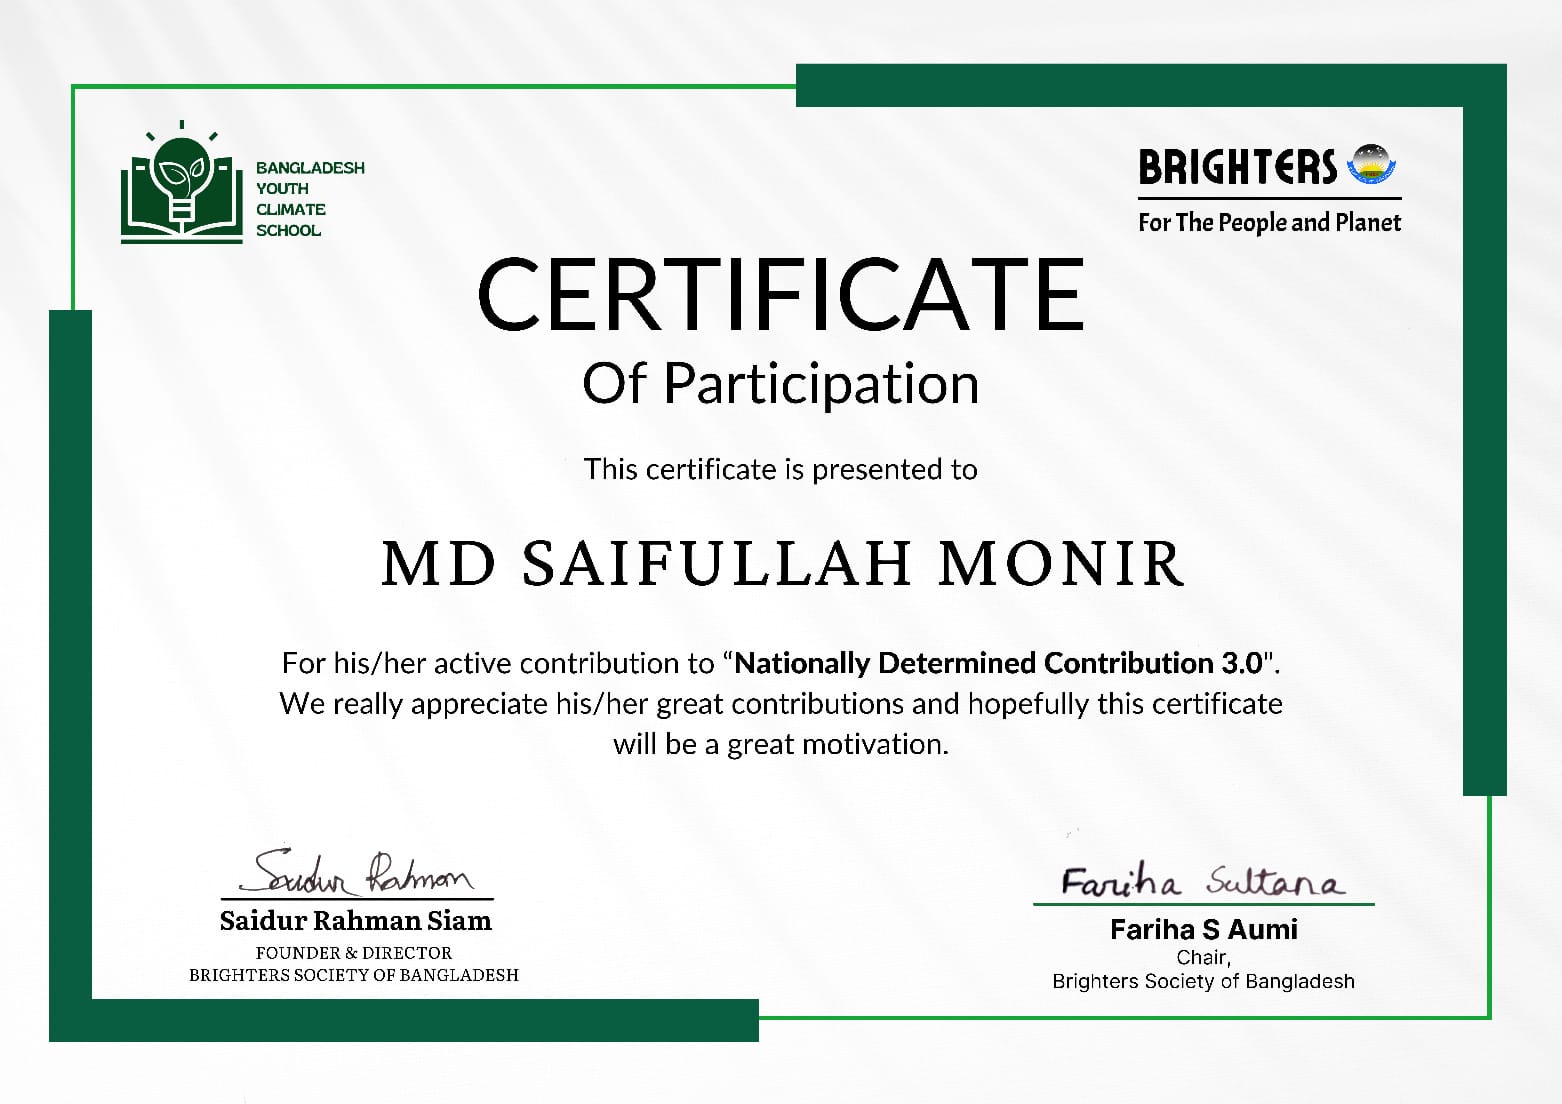 BANGLADESH
YOUTH
CLIMATE
SCHOOL
BRIGHTERS
For The People and Planet
CERTIFICATE
Of Participation
This certificate is presented to
MD SAIFULLAH MONIR
For his/her active contribution to “Nationally Determined Contribution 3.0".
We really appreciate his/her great contributions and hopefully this certificate
will be a great motivation.
Saidur Rahman
Saidur Rahman Siam
FOUNDER & DIRECTOR
BRIGHTERS SOCIETY OF BANGLADESH
Fariha Sultana
Fariha S Aumi
Chair,
Brighters Society of Bangladesh